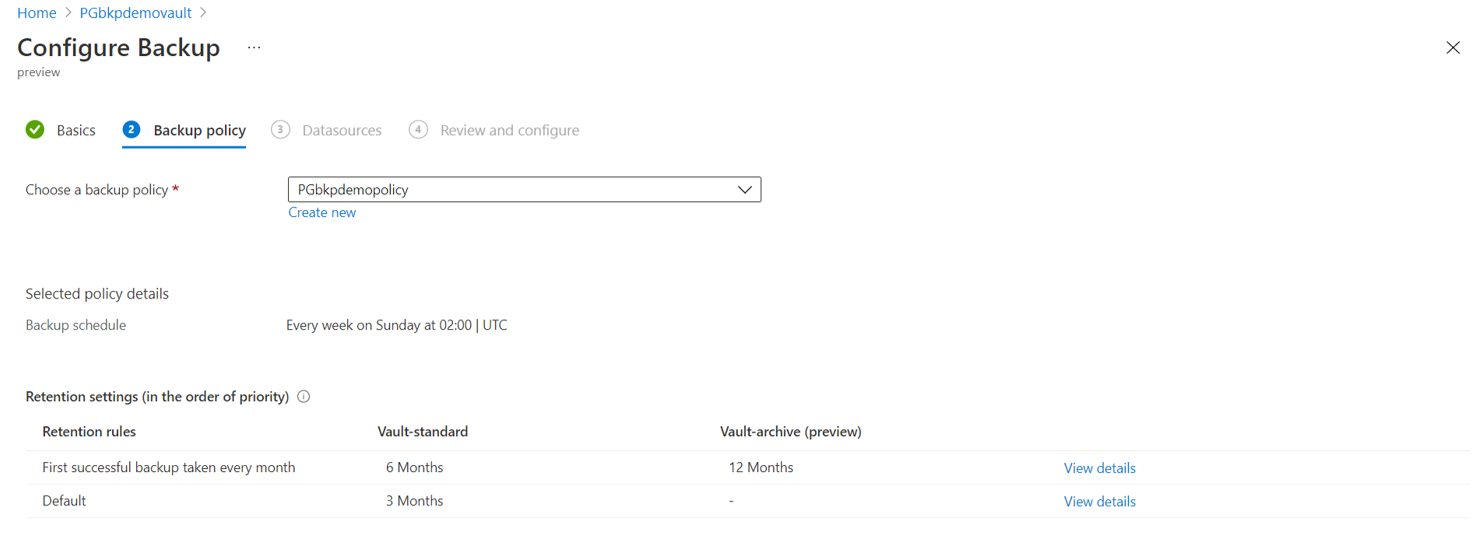 Home > PGbkpdemovault >
Configure Backup ...
preview
Basics 2 Backup policy 3 Datasources 4 Review and configure
Choose a backup policy * PGbkpdemopolicy
Create new
Selected policy details
Backup schedule Every week on Sunday at 02:00 | UTC
Retention settings (in the order of priority) i
Retention rules Vault-standard Vault-archive (preview)
First successful backup taken every month 6 Months 12 Months View details
Default 3 Months - View details